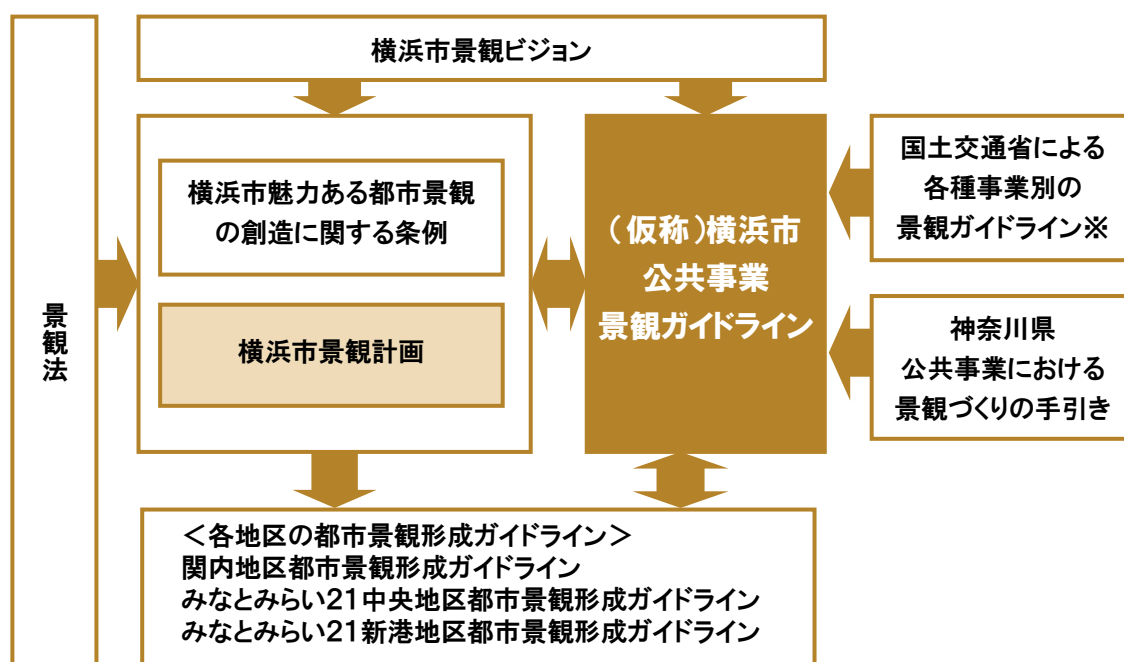 横浜市景観ビジョン
景観法
横浜市魅力ある都市景観
の創造に関する条例
横浜市景観計画
（仮称）横浜市
公共事業
景観ガイドライン
国土交通省による
各種事業別の
景観ガイドライン※
神奈川県
公共事業における
景観づくりの手引き
＜各地区の都市景観形成ガイドライン＞
関内地区都市景観形成ガイドライン
みなとみらい21中央地区都市景観形成ガイドライン
みなとみらい21新港地区都市景観形成ガイドライン